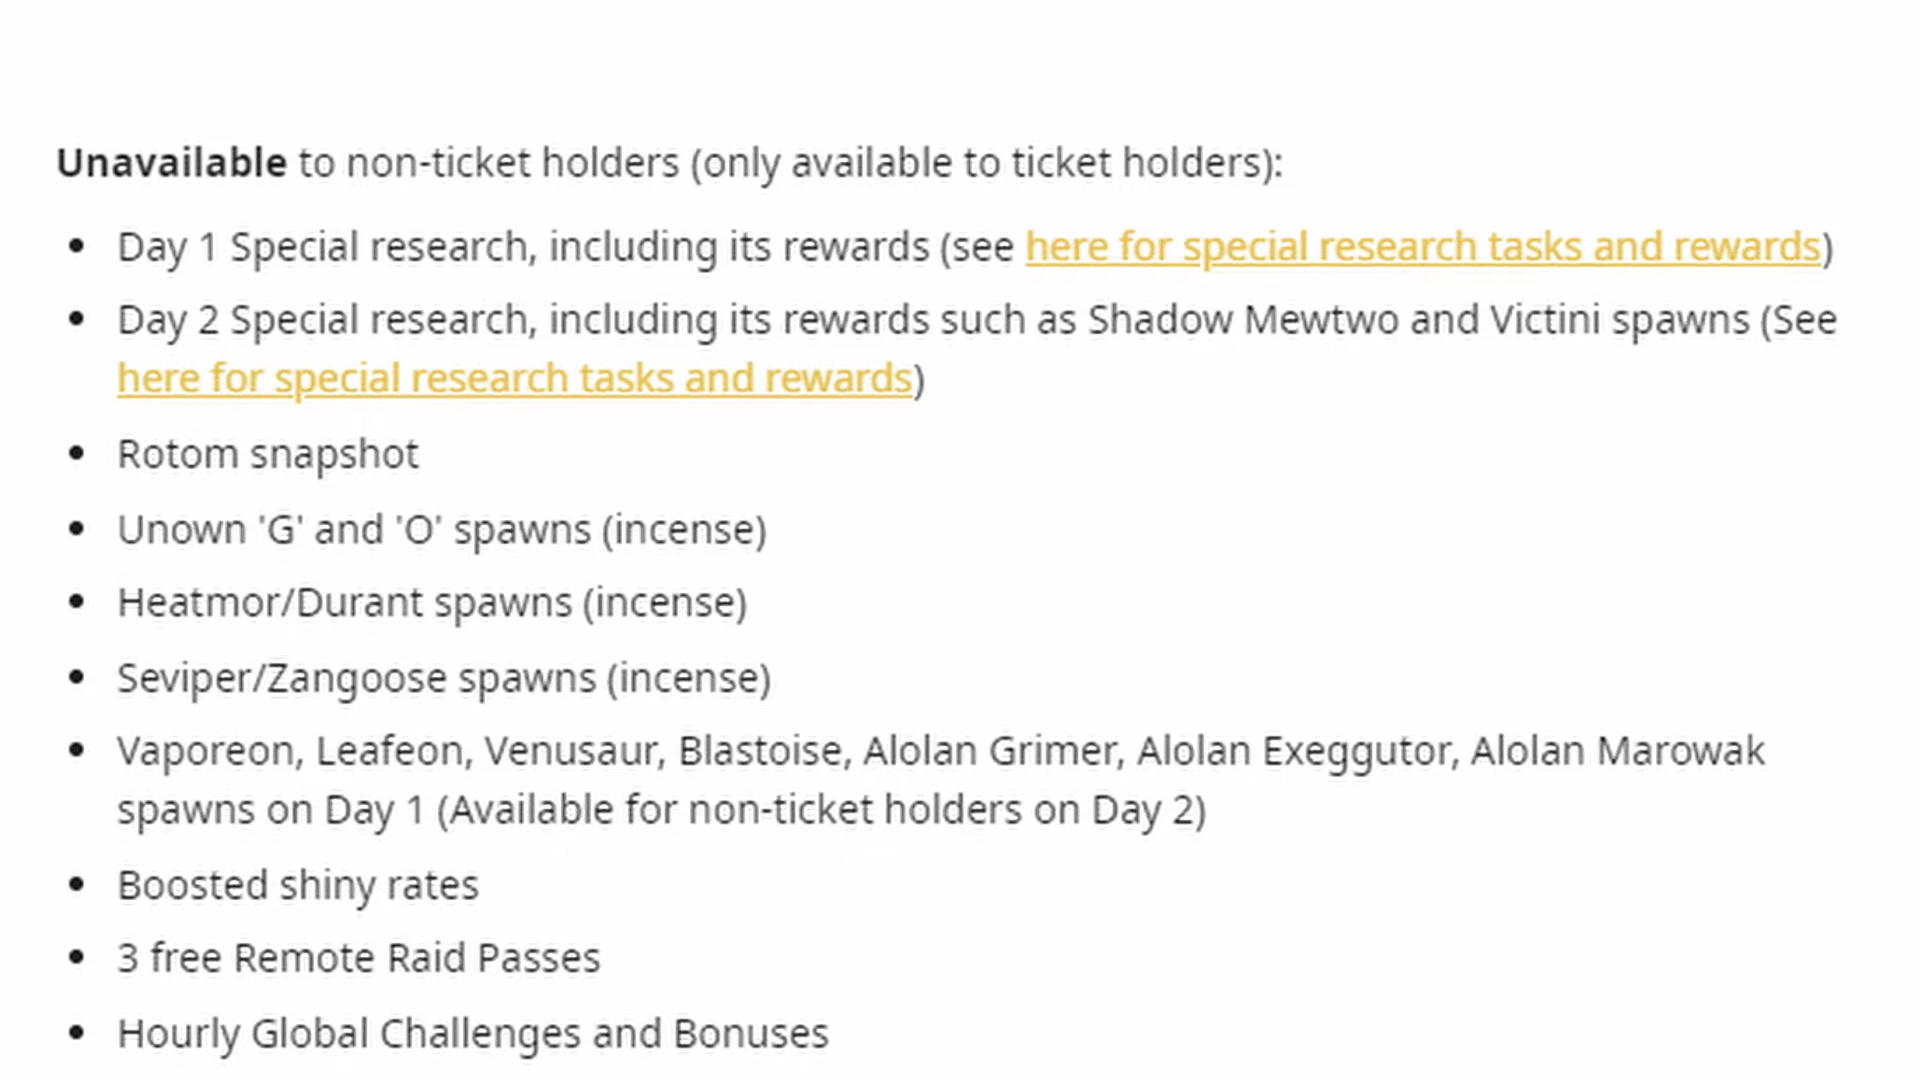 Unavailable to non-ticket holders (only available to ticket holders):
• Day 1 Special research, including its rewards (see here for special research tasks and rewards)
• Day 2 Special research, including its rewards such as Shadow Mewtwo and Victini spawns (See
here for special research tasks and rewards)
• Rotom snapshot
• Unown 'G' and 'O' spawns (incense)
• Heatmor/Durant spawns (incense)
• Seviper/Zangoose spawns (incense)
• Vaporeon, Leafeon, Venusaur, Blastoise, Alolan Grimer, Alolan Exeggutor, Alolan Marowak
spawns on Day 1 (Available for non-ticket holders on Day 2)
• Boosted shiny rates
• 3 free Remote Raid Passes
• Hourly Global Challenges and Bonuses